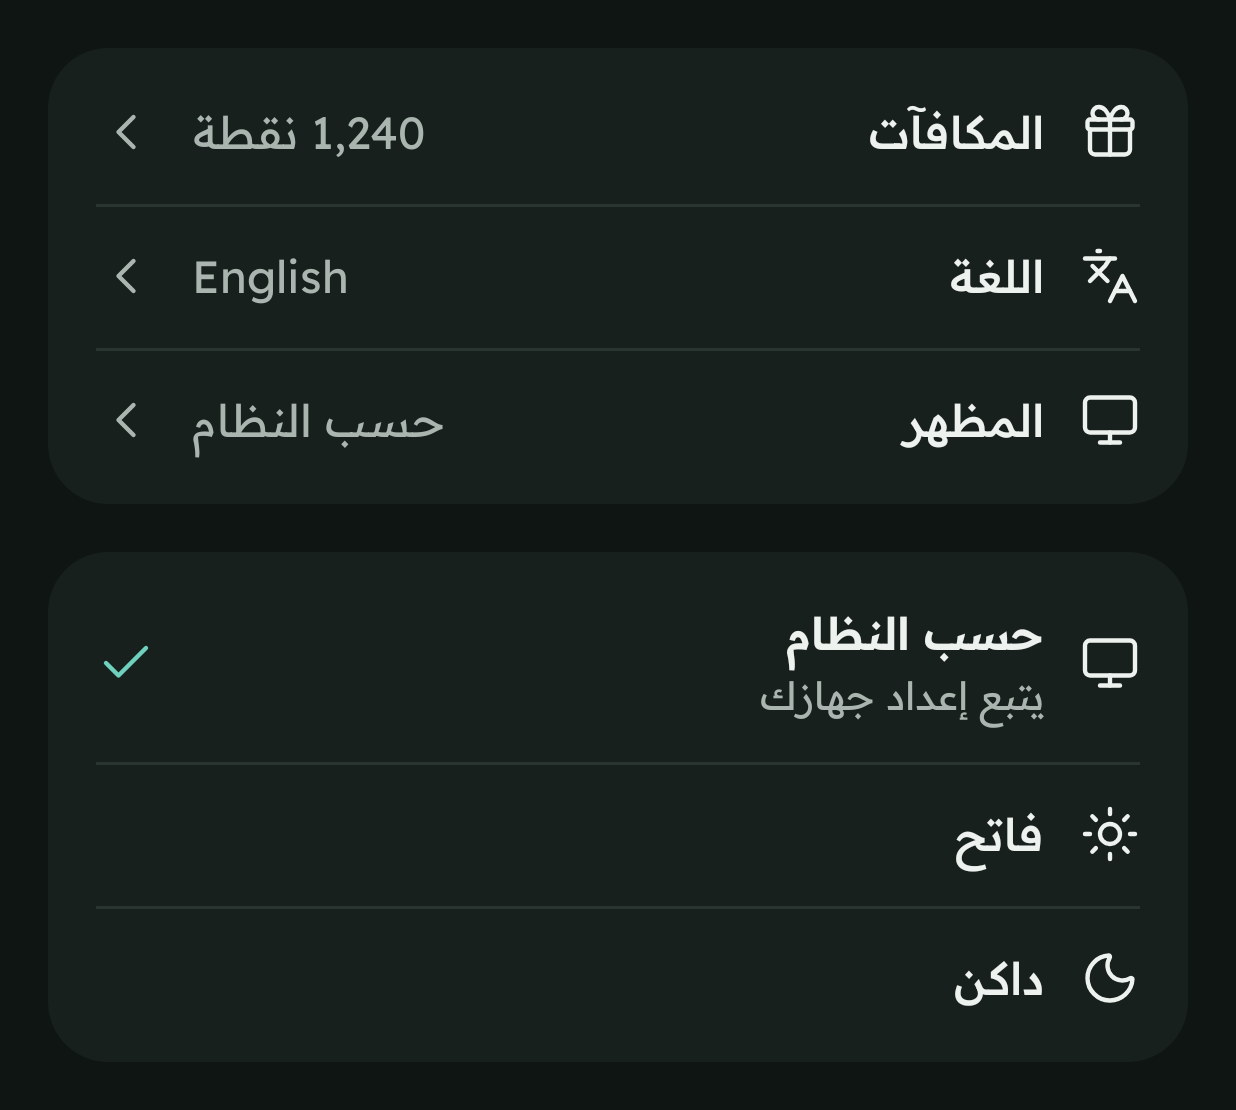 المكافآت
1,240 نقطة
اللغة
English
المظهر
حسب النظام
حسب النظام
يتبع إعداد جهازك
فاتح
داكن